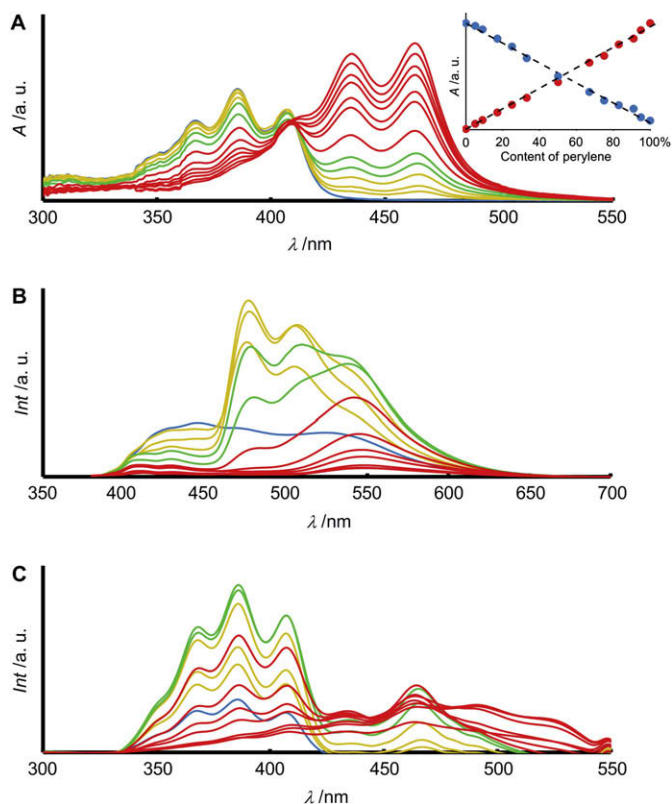 A
A /a. u.
300 350 400 450 500 550
λ /nm
A /a. u.
0 20 40 60 80 100%
Content of perylene
B
Int /a. u.
350 400 450 500 550 600 650 700
λ /nm
C
Int /a. u.
300 350 400 450 500 550
λ /nm